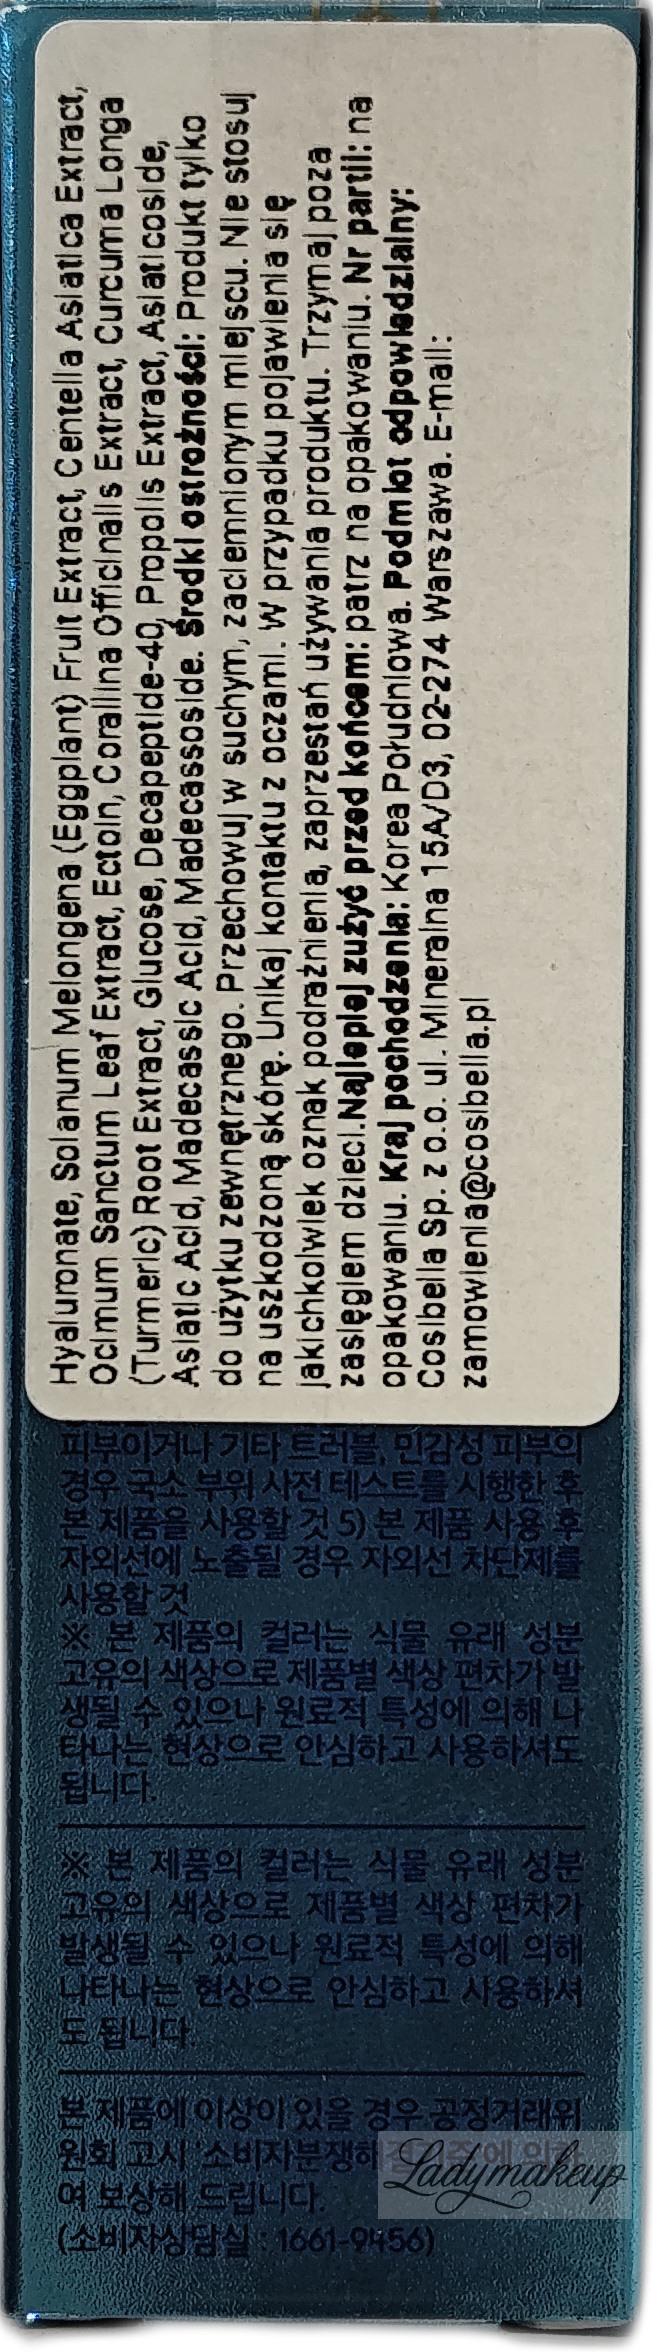 Hyaluronate, Solanum Melongena (Eggplant) Fruit Extract, Centella Asiatica Extract,
Ocimum Sanctum Leaf Extract, Ectoin, Corallina Officinalis Extract, Curcuma Longa
(Turmeric) Root Extract, Glucose, Decapeptide-40, Propolis Extract, Asiaticoside,
Asiatic Acid, Madecassic Acid, Madecassoside. Środki ostrożności: Produkt tylko
do użytku zewnętrznego. Przechowuj w suchym, zaciemnionym miejscu. Nie stosuj
na uszkodzoną skórę. Unikaj kontaktu z oczami. W przypadku pojawienia się
jakichkolwiek oznak podrażnienia, zaprzestań używania produktu. Trzymaj poza
zasięgiem dzieci.Najlepiej zużyć przed końcem: patrz na opakowaniu. Nr partii: na
opakowaniu. Kraj pochodzenia: Korea Południowa. Podmiot odpowiedzialny:
Cosibella Sp. z o.o. ul. Mineralna 15A/D3, 02-274 Warszawa. E-mail:
zamowienia@cosibella.pl
피부이거나 기타 트러블, 민감성 피부의
경우 국소 부위 사전 테스트를 시행한 후
본 제품을 사용할 것 5) 본 제품 사용 후
자외선에 노출될 경우 자외선 차단제를
사용할 것
※ 본 제품의 컬러는 식물 유래 성분
고유의 색상으로 제품별 색상 편차가 발
생될 수 있으나 원료적 특성에 의해 나
타나는 현상으로 안심하고 사용하셔도
됩니다.
※ 본 제품의 컬러는 식물 유래 성분
고유의 색상으로 제품별 색상 편차가
발생될 수 있으나 원료적 특성에 의해
나타나는 현상으로 안심하고 사용하셔
도 됩니다.
본 제품에 이상이 있을 경우 공정거래위
원회 고시 '소비자분쟁해결 기준'에 의하
여 보상해 드립니다.
(소비자상담실 : 1661-9456)
Ladymakeup